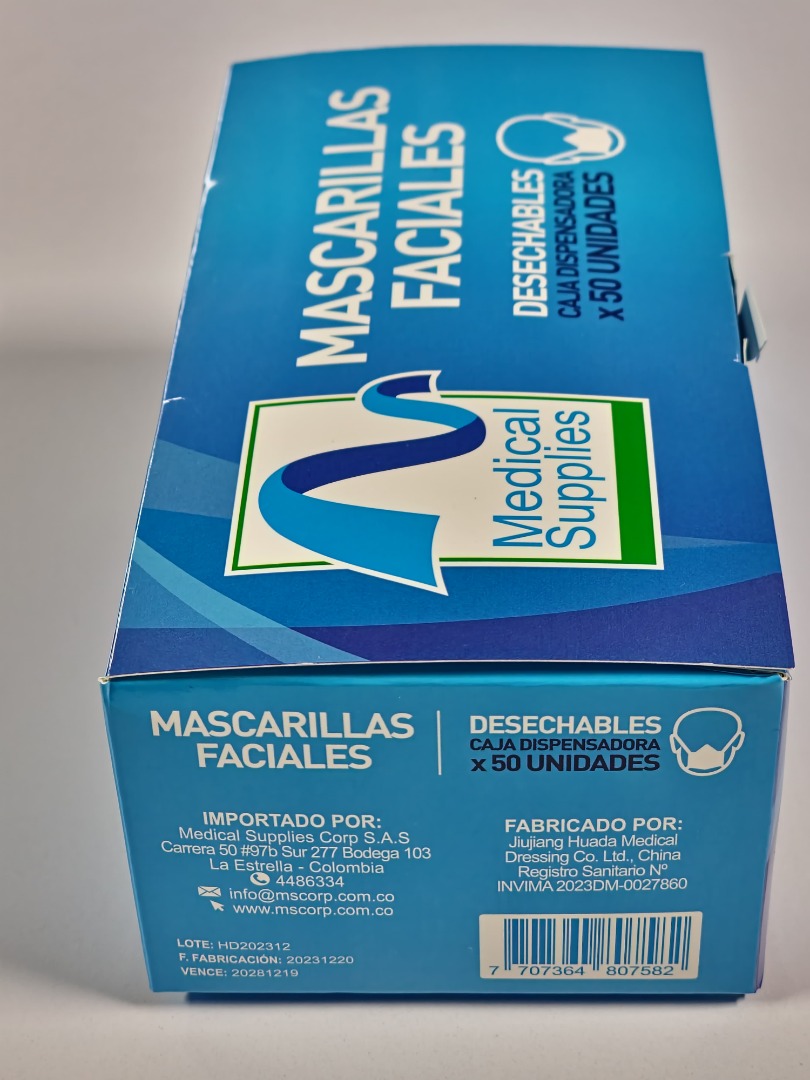 MASCARILLAS
FACIALES
DESECHABLES
CAJA DISPENSADORA
x 50 UNIDADES
Medical
Supplies
MASCARILLAS
FACIALES
DESECHABLES
CAJA DISPENSADORA
x 50 UNIDADES
IMPORTADO POR:
Medical Supplies Corp S.A.S
Carrera 50 #97b Sur 277 Bodega 103
La Estrella - Colombia
4486334
info@mscorp.com.co
www.mscorp.com.co
LOTE: HD202312
F. FABRICACIÓN: 20231220
VENCE: 20281219
FABRICADO POR:
Jiujiang Huada Medical
Dressing Co. Ltd., China
Registro Sanitario Nº
INVIMA 2023DM-0027860
7 707364 807582